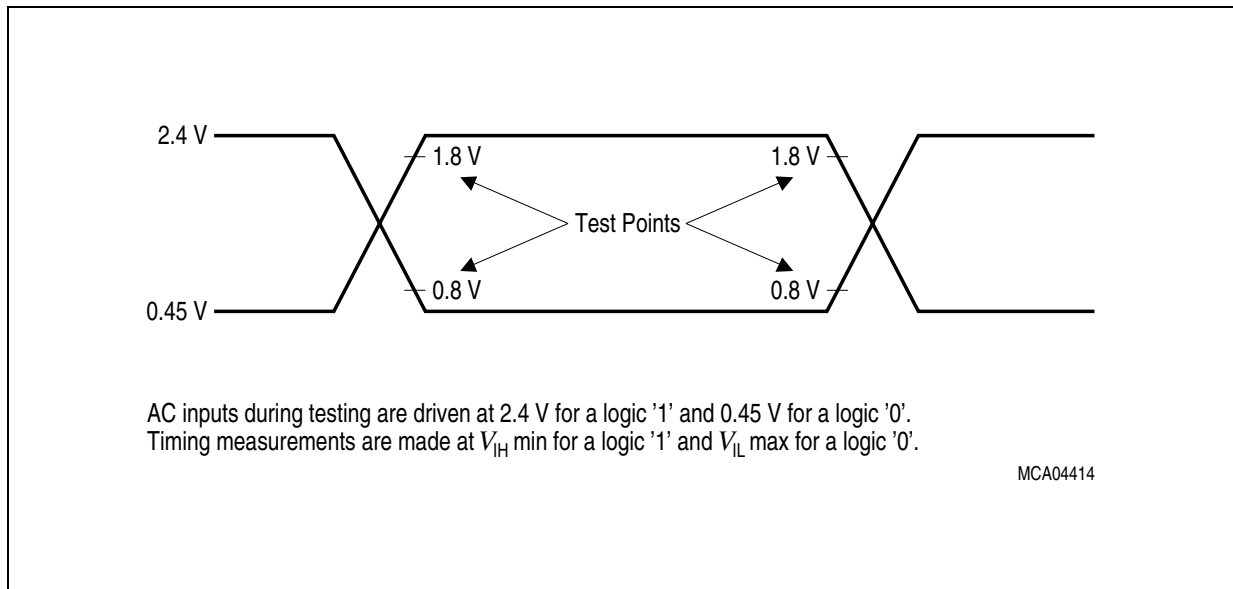 2.4 V
1.8 V
1.8 V
Test Points
0.8 V
0.8 V
0.45 V
AC inputs during testing are driven at 2.4 V for a logic '1' and 0.45 V for a logic '0'.
Timing measurements are made at VIH min for a logic '1' and VIL max for a logic '0'.
MCA04414